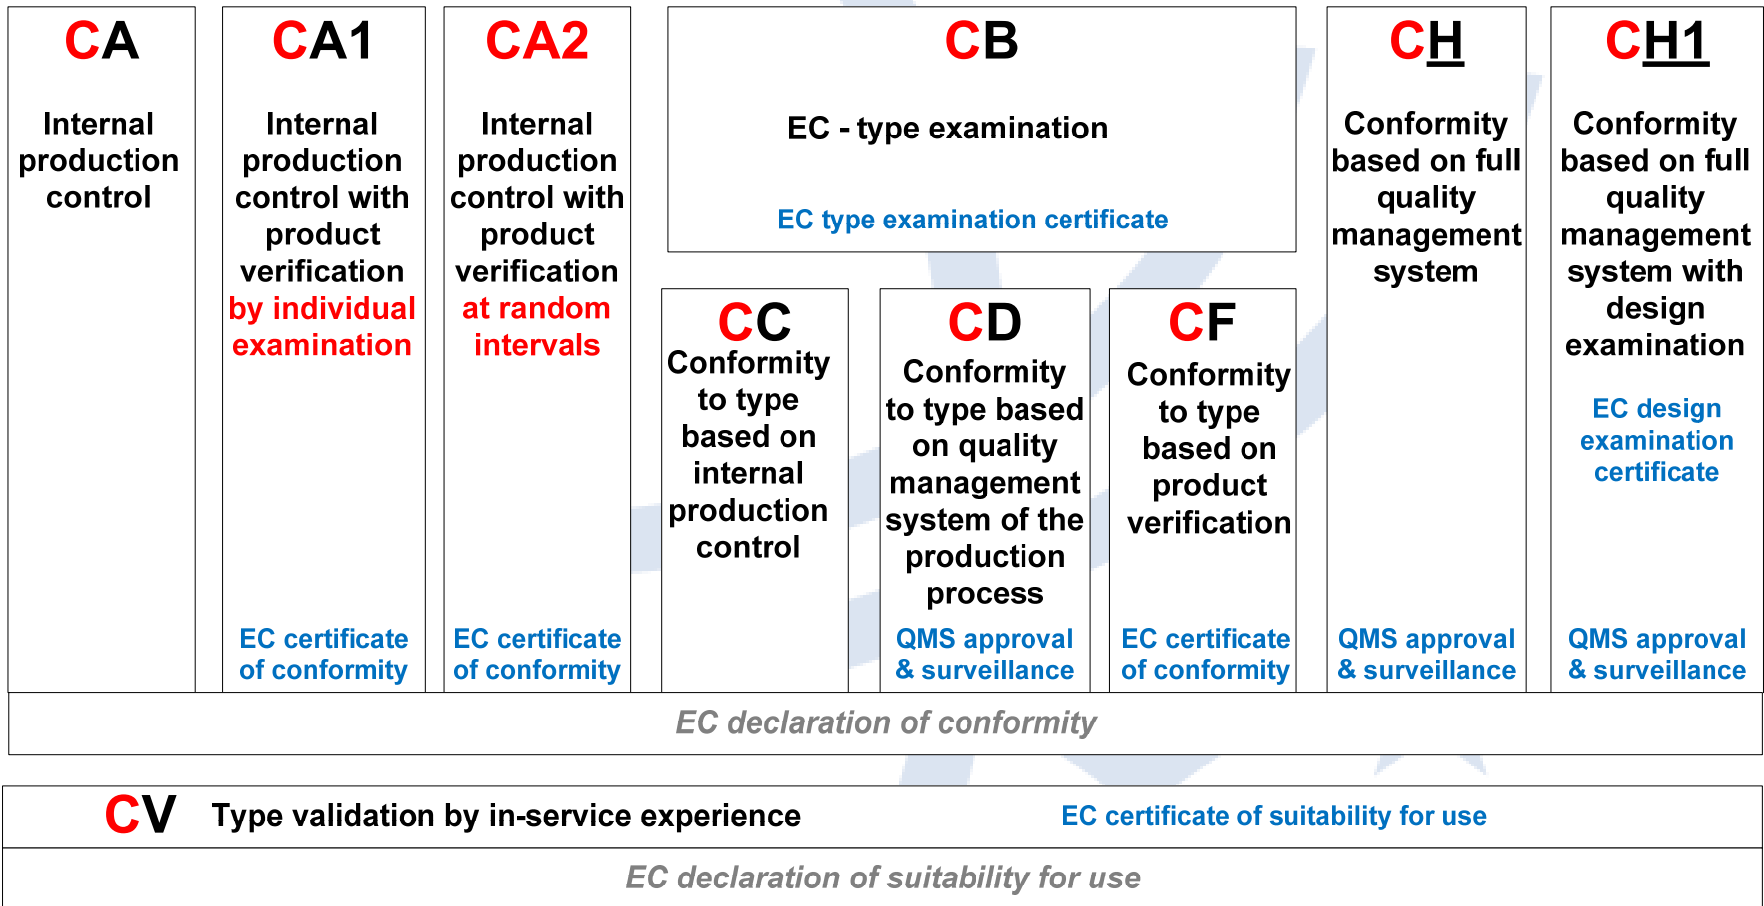 CA
Internal
production
control
CA1
Internal
production
control with
product
verification
by individual
examination
EC certificate
of conformity
CA2
Internal
production
control with
product
verification
at random
intervals
EC certificate
of conformity
CB
EC - type examination
EC type examination certificate
CC
Conformity
to type
based on
internal
production
control
CD
Conformity
to type based
on quality
management
system of the
production
process
QMS approval
& surveillance
CF
Conformity
to type
based on
product
verification
EC certificate
of conformity
CH
Conformity
based on full
quality
management
system
QMS approval
& surveillance
CH1
Conformity
based on full
quality
management
system with
design
examination
EC design
examination
certificate
QMS approval
& surveillance
EC declaration of conformity
CV Type validation by in-service experience EC certificate of suitability for use
EC declaration of suitability for use